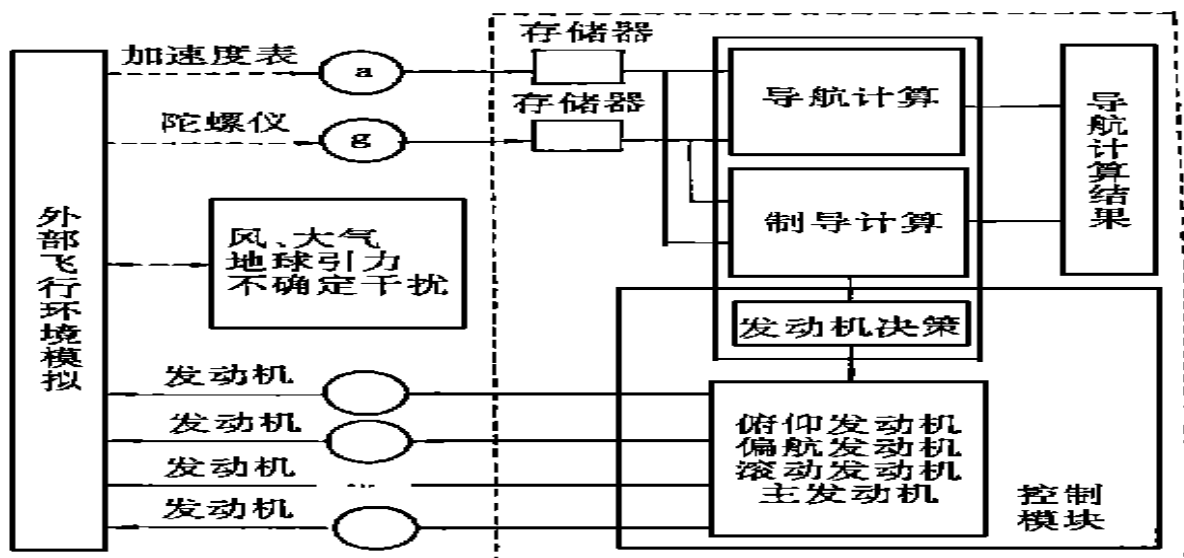 存储器
加速度表
a
导航计算
存储器
陀螺仪
g
导航计算结果
外部飞行环境模拟
风、大气
地球引力
不确定干扰
制导计算
发动机决策
发动机
发动机
发动机
发动机
俯仰发动机
偏航发动机
滚动发动机
主发动机
控制
模块